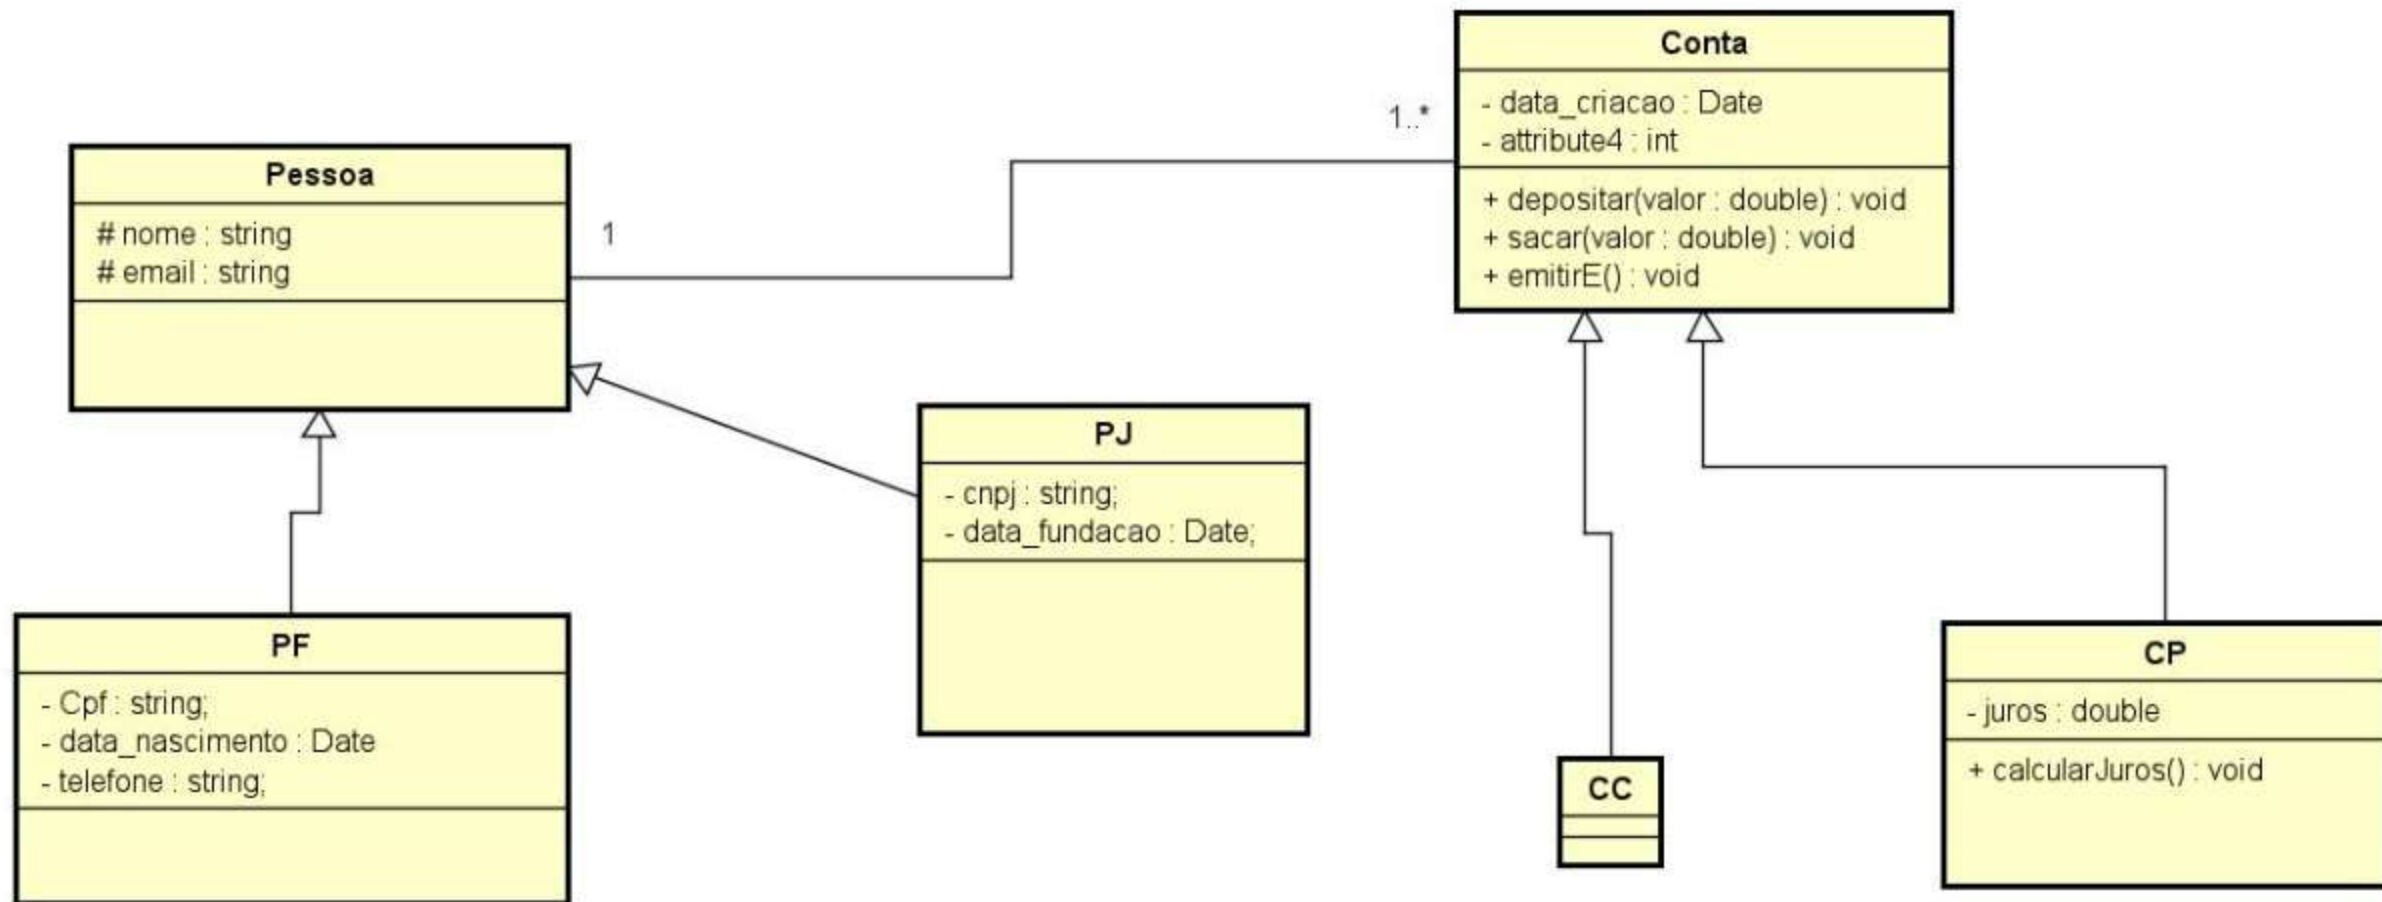 Pessoa
# nome : string
# email : string
1
1..*
Conta
- data_criacao : Date
- attribute4 : int
+ depositar(valor : double) : void
+ sacar(valor : double) : void
+ emitirE() : void
PJ
- cnpj : string;
- data_fundacao : Date;
PF
- Cpf : string;
- data_nascimento : Date
- telefone : string;
CC
CP
- juros : double
+ calcularJuros() : void